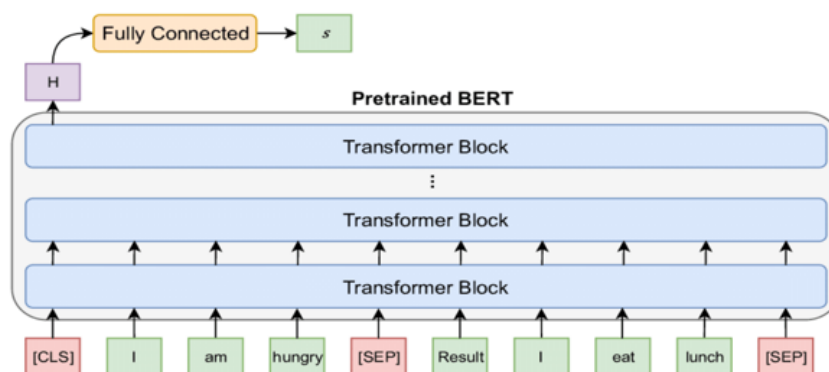 Fully Connected
s
H
Pretrained BERT
Transformer Block
⋮
Transformer Block
Transformer Block
[CLS] I am hungry [SEP] Result I eat lunch [SEP]